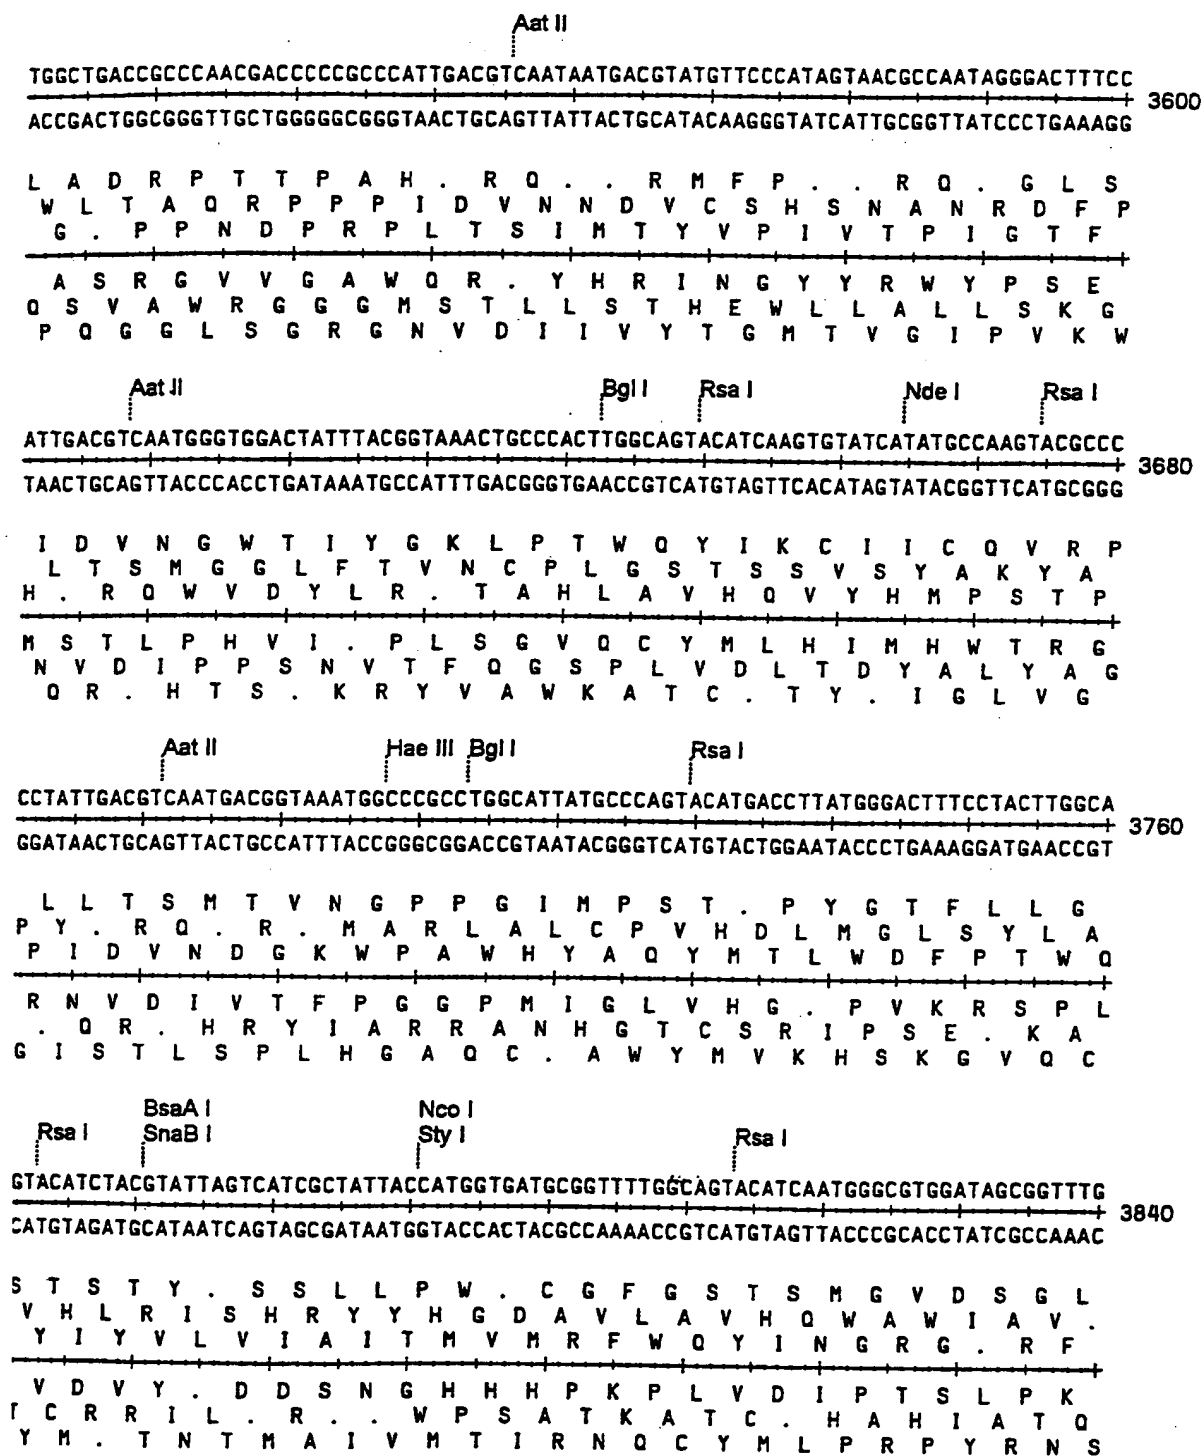 Aat II
TGGCTGACCGCCCAACGACCCCCGCCCATTGACGTCAATAATGACGTATGTTCCCATAGTAACGCCAATAGGGACTTTCC
3600
ACCGACTGGCGGGTTGCTGGGGGCGGGTAACTGCAGTTATTACTGCATACAAGGGTATCATTGCGGTTATCCCTGAAAGG
L A D R P T T P A H . R Q . . R M F P . . R Q . G L S
W L T A Q R P P P I D V N N D V C S H S N A N R D F P
G . P P N D P R P L T S I M T Y V P I V T P I G T F
A S R G V V G A W Q R . Y H R I N G Y Y R W Y P S E
Q S V A W R G G G M S T L L S T H E W L L A L L S K G
P Q G G L S G R G N V D I I V Y T G M T V G I P V K W
Aat II Bgl I Rsa I Nde I Rsa I
ATTGACGTCAATGGGTGGACTATTTACGGTAAACTGCCCACTTGGCAGTACATCAAGTGTATCATATGCCAAGTACGCCC
3680
TAACTGCAGTTACCCACCTGATAAATGCCATTTGACGGGTGAACCGTCATGTAGTTCACATAGTATACGGTTCATGCGGG
I D V N G W T I Y G K L P T W Q Y I K C I I C Q V R P
L T S M G G L F T V N C P L G S T S S V S Y A K Y A
H . R Q W V D Y L R . T A H L A V H Q V Y H M P S T P
M S T L P H V I . P L S G V Q C Y M L H I M H W T R G
N V D I P P S N V T F Q G S P L V D L T D Y A L Y A G
Q R . H T S . K R Y V A W K A T C . T Y . I G L V G
Aat II Hae III Bgl I Rsa I
CCTATTGACGTCAATGACGGTAAATGGCCCGCCTGGCATTATGCCCAGTACATGACCTTATGGGACTTTCCTACTTGGCA
3760
GGATAACTGCAGTTACTGCCATTTACCGGGCGGACCGTAATACGGGTCATGTACTGGAATACCCTGAAAGGATGAACCGT
L L T S M T V N G P P G I M P S T . P Y G T F L L G
P Y . R Q . R . M A R L A L C P V H D L M G L S Y L A
P I D V N D G K W P A W H Y A Q Y M T L W D F P T W Q
R N V D I V T F P G G P M I G L V H G . P V K R S P L
. Q R . H R Y I A R R A N H G T C S R I P S E . K A
G I S T L S P L H G A Q C . A W Y M V K H S K G V Q C
BsaA I Nco I
Rsa I SnaB I Sty I Rsa I
GTACATCTACGTATTAGTCATCGCTATTACCATGGTGATGCGGTTTTGGCAGTACATCAATGGGCGTGGATAGCGGTTTG
3840
CATGTAGATGCATAATCAGTAGCGATAATGGTACCACTACGCCAAAACCGTCATGTAGTTACCCGCACCTATCGCCAAAC
S T S T Y . S S L L P W . C G F G S T S M G V D S G L
V H L R I S H R Y Y H G D A V L A V H Q W A W I A V .
Y I Y V L V I A I T M V M R F W Q Y I N G R G . R F
V D V Y . D D S N G H H H P K P L V D I P T S L P K
T C R R I L . R . . W P S A T K A T C . H A H I A T Q
Y M . T N T M A I V M T I R N Q C Y M L P R P Y R N S